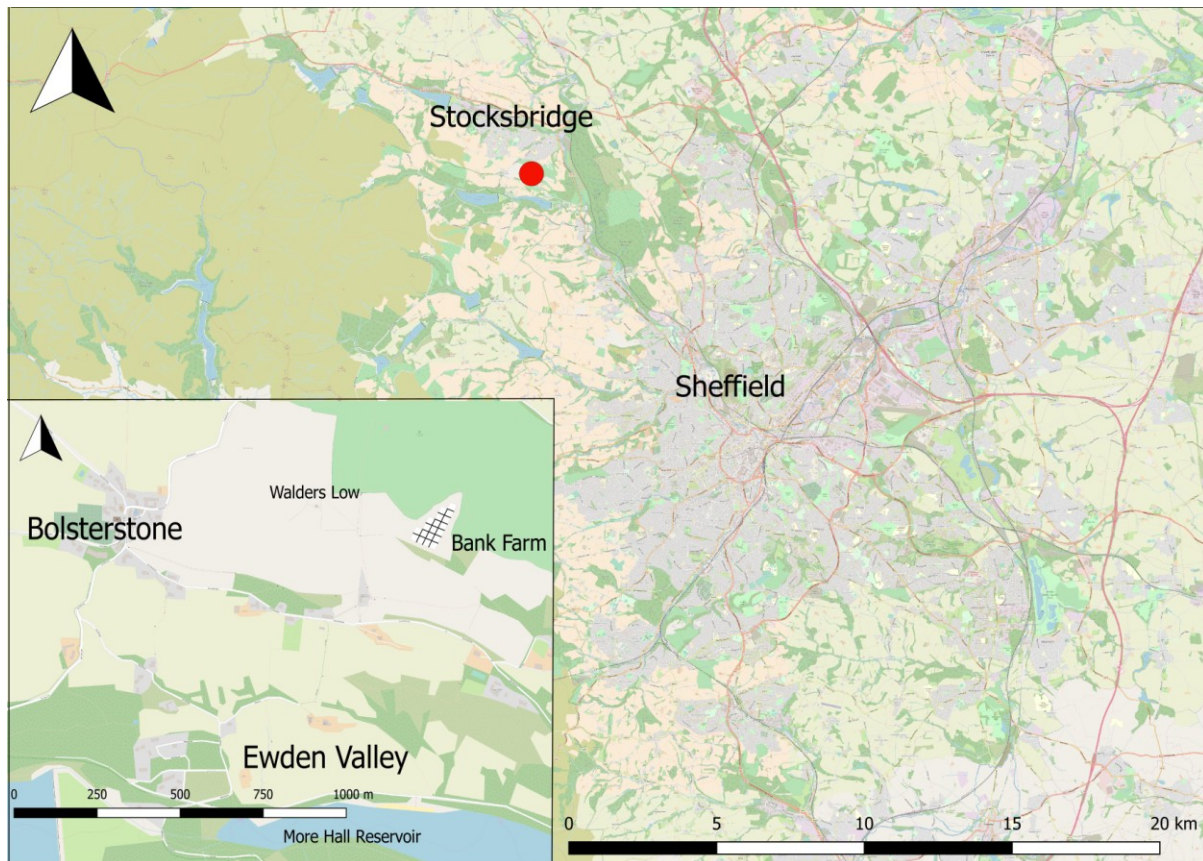 Stocksbridge
Sheffield
Walders Low
Bolsterstone
Bank Farm
Ewden Valley
0 250 500 750 1000 m
More Hall Reservoir
0 5 10 15 20 km